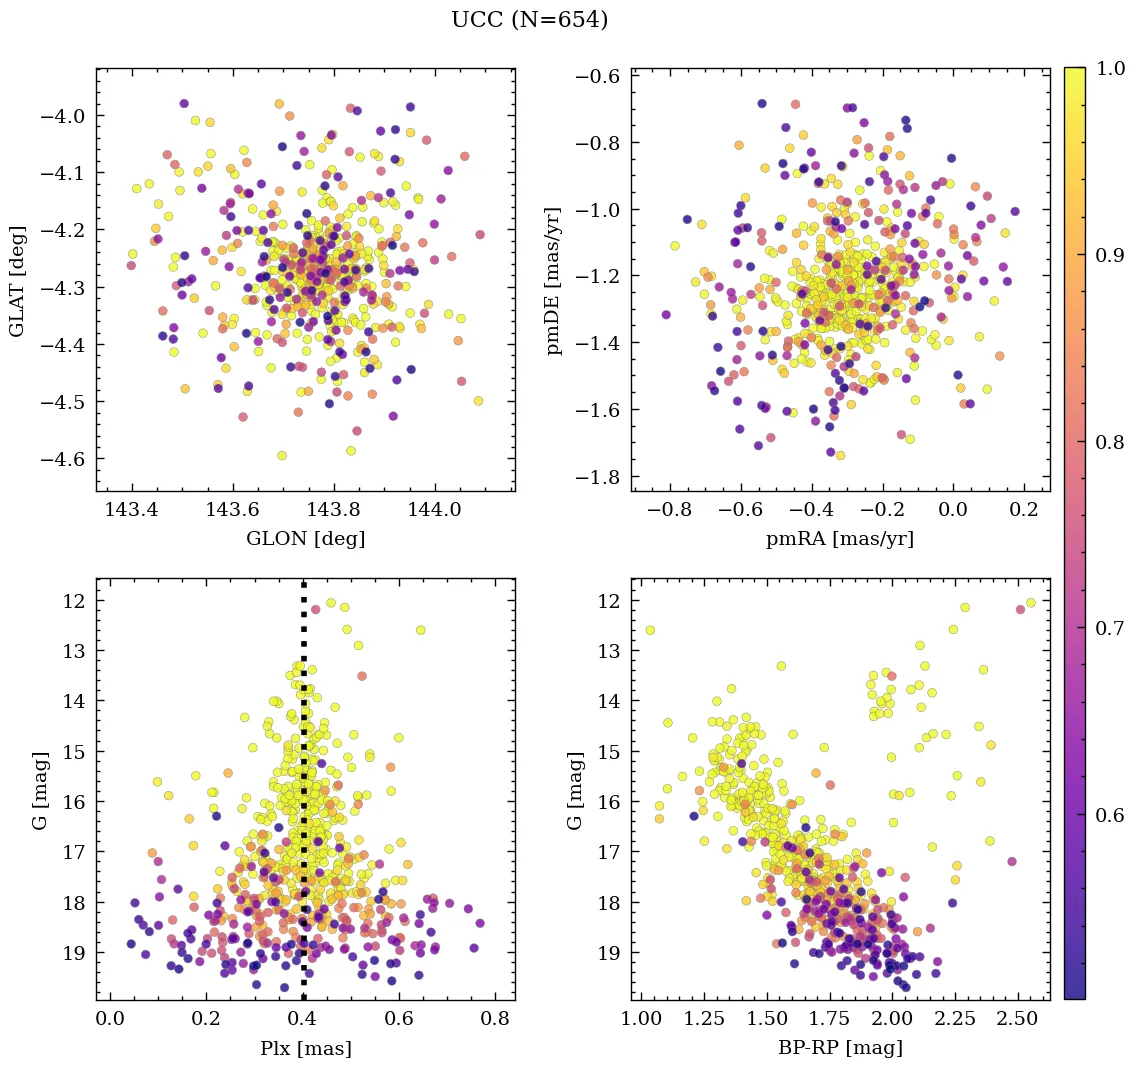 UCC (N=654)
−4.0
−4.1
−4.2
−4.3
−4.4
−4.5
−4.6
GLAT [deg]
143.4 143.6 143.8 144.0
GLON [deg]
−0.6
−0.8
−1.0
−1.2
−1.4
−1.6
−1.8
pmDE [mas/yr]
−0.8 −0.6 −0.4 −0.2 0.0 0.2
pmRA [mas/yr]
1.0
0.9
0.8
0.7
0.6
12
13
14
15
16
17
18
19
G [mag]
0.0 0.2 0.4 0.6 0.8
Plx [mas]
12
13
14
15
16
17
18
19
G [mag]
1.00 1.25 1.50 1.75 2.00 2.25 2.50
BP-RP [mag]